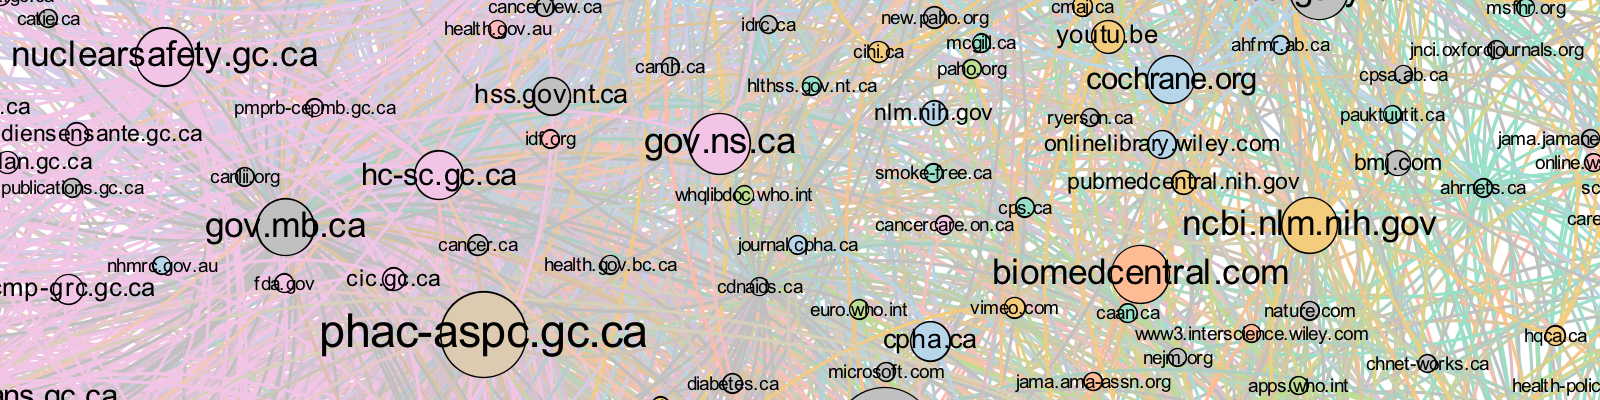 catie.ca
cancerview.ca
health.gov.au
idrc.ca
new.paho.org
cmaj.ca
msfhr.org
nuclearsafety.gc.ca
cihi.ca
mcgill.ca
youtu.be
ahfmr.ab.ca
jnci.oxfordjournals.org
camh.ca
paho.org
cochrane.org
cpsa.ab.ca
hss.gov.nt.ca
hlthss.gov.nt.ca
.ca
pmprb-cepmb.gc.ca
nlm.nih.gov
ryerson.ca
pauktuutit.ca
diensensante.gc.ca
idf.org
gov.ns.ca
onlinelibrary.wiley.com
jama.jamane
lan.gc.ca
bmj.com
online.w
hc-sc.gc.ca
canlii.org
smoke-free.ca
pubmedcentral.nih.gov
publications.gc.ca
whqlibdoc.who.int
ahrnets.ca
sc
cps.ca
gov.mb.ca
cancercare.on.ca
ncbi.nlm.nih.gov
care
cancer.ca
journal.cpha.ca
nhmrc.gov.au
health.gov.bc.ca
biomedcentral.com
cmp-grc.gc.ca
fda.gov
cic.gc.ca
cdnaids.ca
euro.who.int
vimeo.com
caan.ca
nature.com
phac-aspc.gc.ca
cpha.ca
www3.interscience.wiley.com
hqca.ca
nejm.org
chnet-works.ca
microsoft.com
diabetes.ca
jama.ama-assn.org
apps.who.int
health-polic
ans.gc.ca